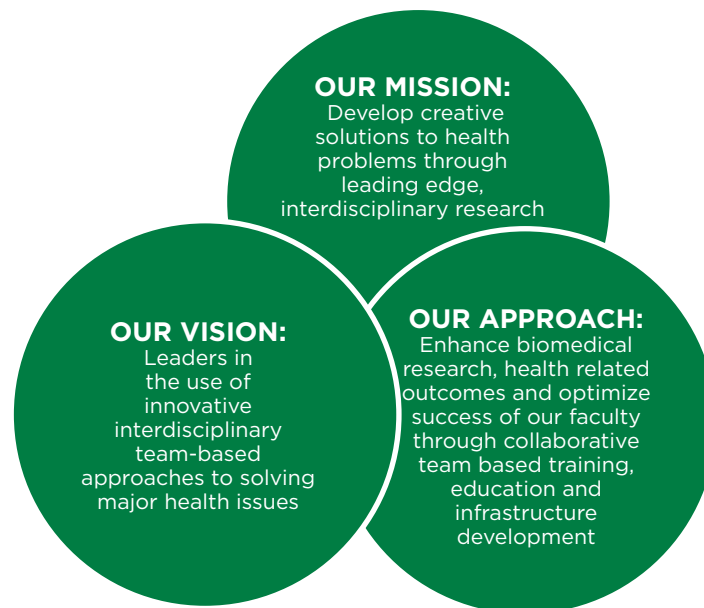 OUR MISSION:
Develop creative
solutions to health
problems through
leading edge,
interdisciplinary research
OUR VISION:
Leaders in
the use of
innovative
interdisciplinary
team-based
approaches to solving
major health issues
OUR APPROACH:
Enhance biomedical
research, health related
outcomes and optimize
success of our faculty
through collaborative
team based training,
education and
infrastructure
development